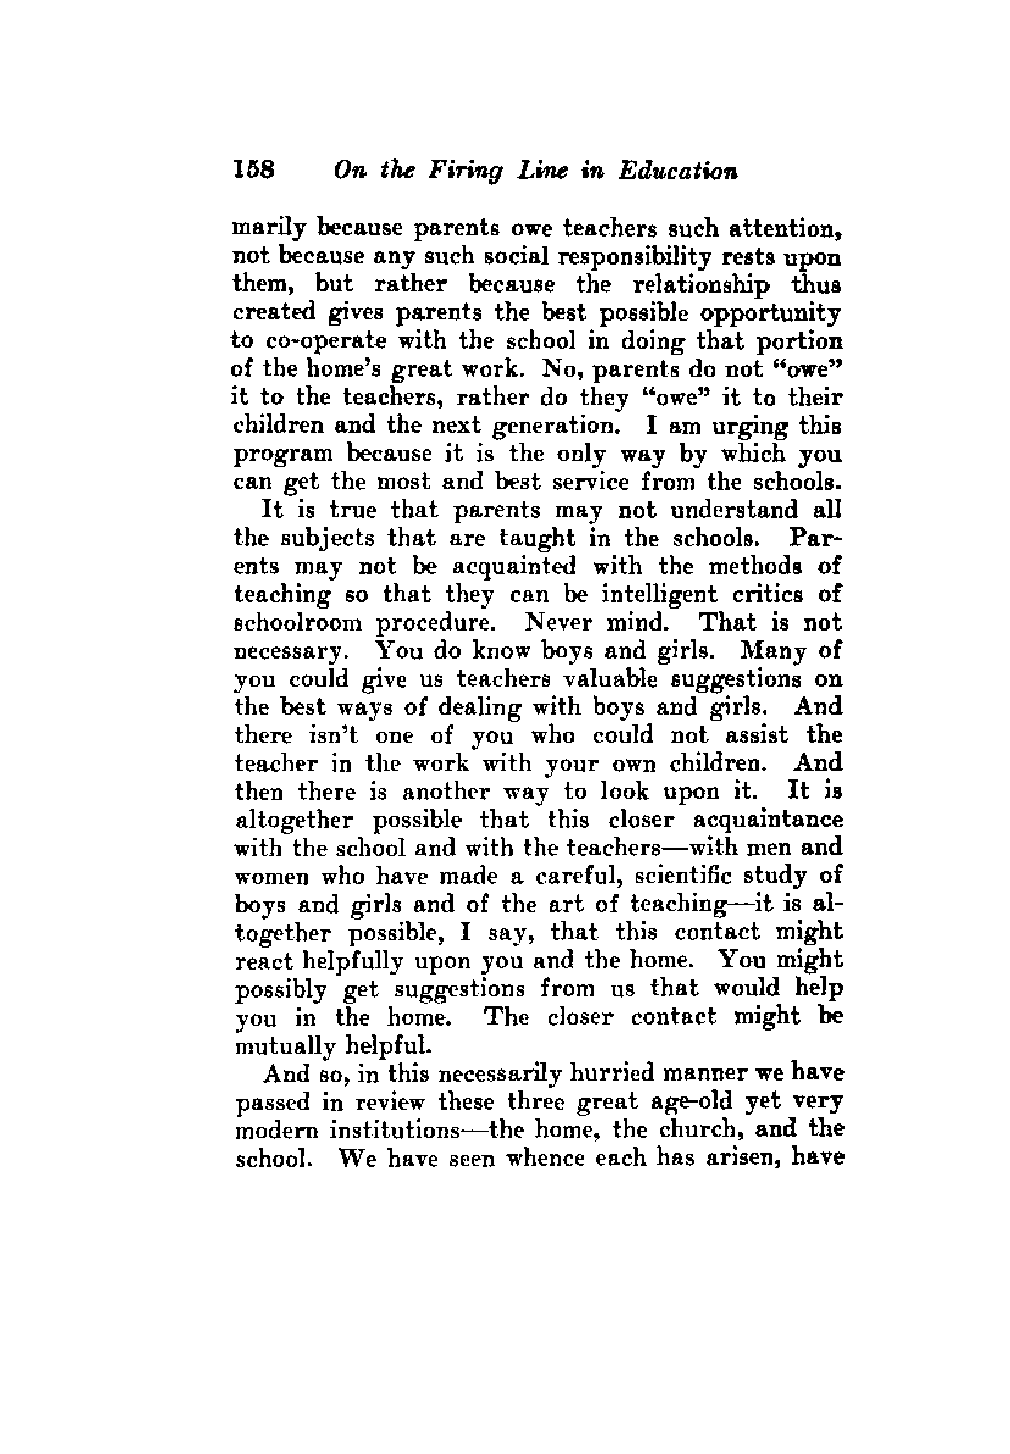 158 On the Firing Line in Education
marily because parents owe teachers such attention,
not because any such social responsibility rests upon
them, but rather because the relationship thus
created gives parents the best possible opportunity
to co-operate with the school in doing that portion
of the home's great work. No, parents do not "owe"
it to the teachers, rather do they "owe" it to their
children and the next generation. I am urging this
program because it is the only way by which you
can get the most and best service from the schools.
It is true that parents may not understand all
the subjects that are taught in the schools. Par-
ents may not be acquainted with the methods of
teaching so that they can be intelligent critics of
schoolroom procedure. Never mind. That is not
necessary. You do know boys and girls. Many of
you could give us teachers valuable suggestions on
the best ways of dealing with boys and girls. And
there isn't one of you who could not assist the
teacher in the work with your own children. And
then there is another way to look upon it. It is
altogether possible that this closer acquaintance
with the school and with the teachers—with men and
women who have made a careful, scientific study of
boys and girls and of the art of teaching—it is al-
together possible, I say, that this contact might
react helpfully upon you and the home. You might
possibly get suggestions from us that would help
you in the home. The closer contact might be
mutually helpful.
And so, in this necessarily hurried manner we have
passed in review these three great age-old yet very
modern institutions—the home, the church, and the
school. We have seen whence each has arisen, have